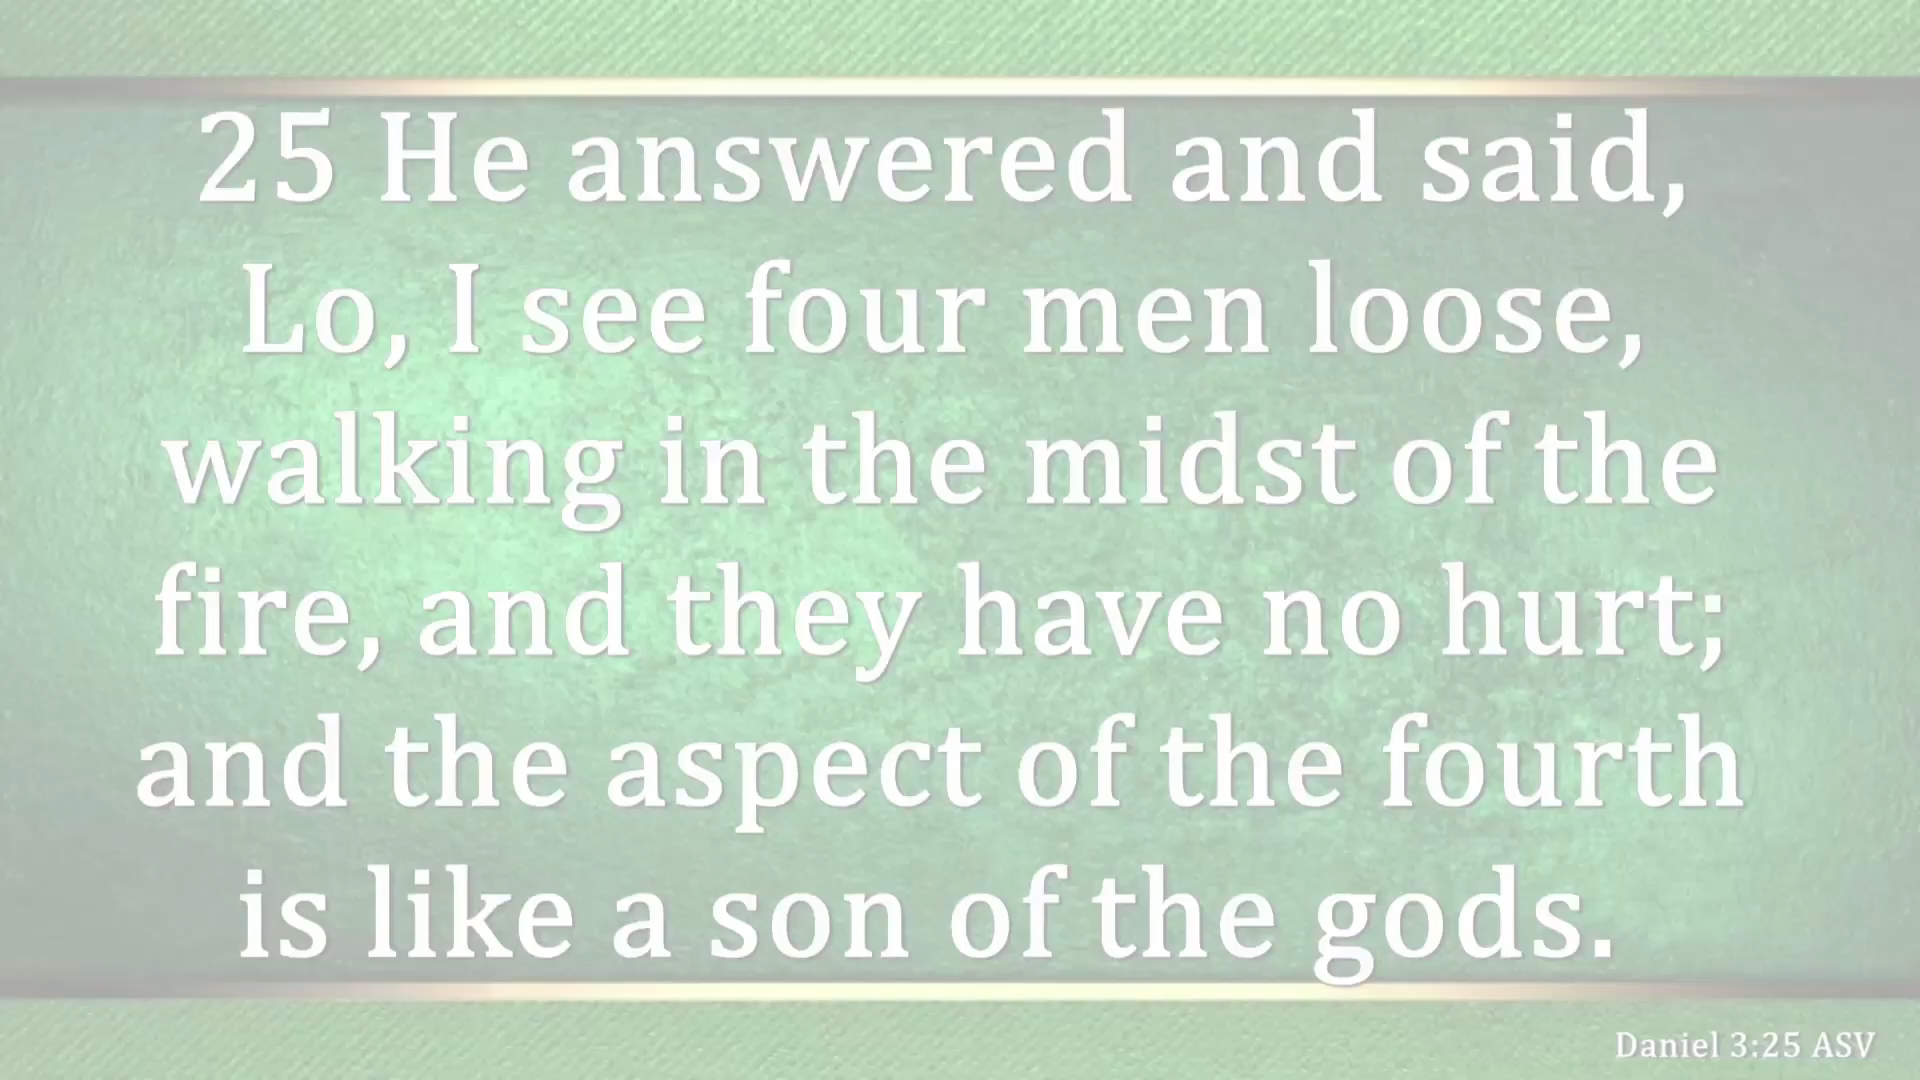 25 He answered and said,
Lo, I see four men loose,
walking in the midst of the
fire, and they have no hurt;
and the aspect of the fourth
is like a son of the gods.
Daniel 3:25 ASV